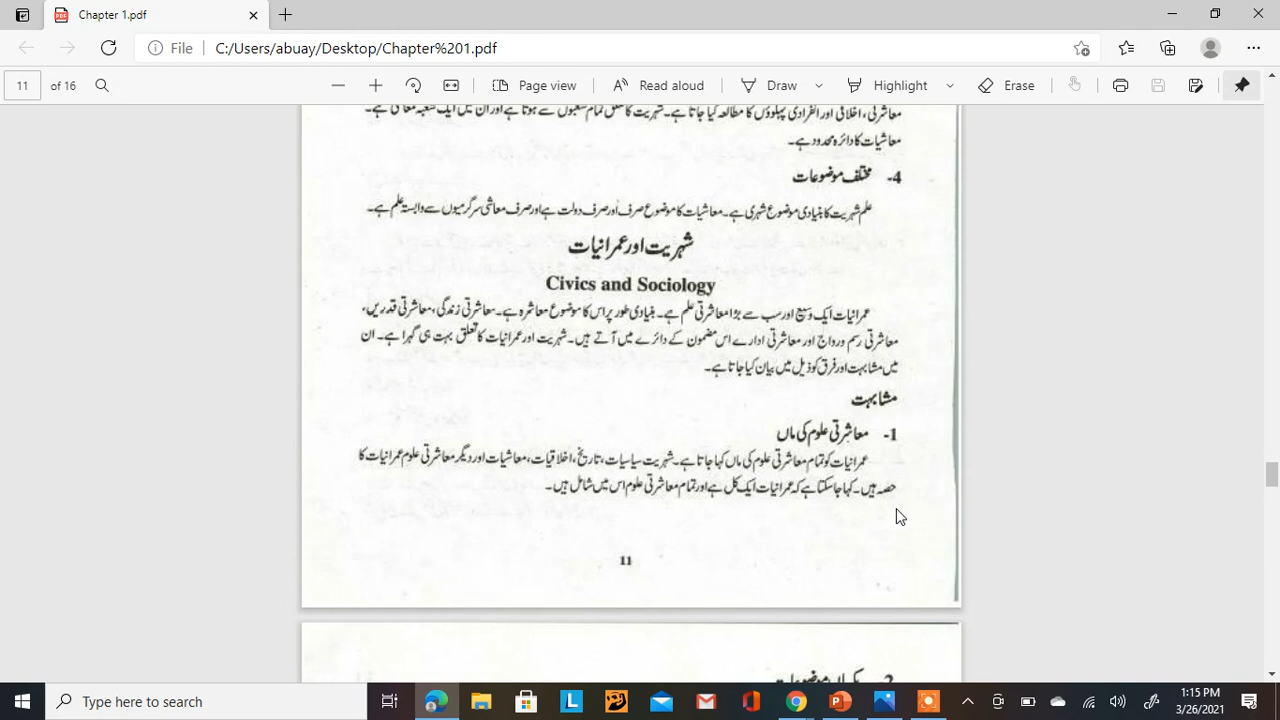 Chapter 1.pdf
File C:/Users/abuay/Desktop/Chapter%201.pdf
11 of 16 Page view Read aloud Draw Highlight Erase
معاشرتی، اخلاقی اور انفرادی پہلوؤں کا مطالعہ کیا جاتا ہے۔ شہریت کا تعلق تمام شعبوں سے ہوتا ہے اور ان میں ایک شعبہ معاشی ہے۔
معاشیات کا دائرہ محدود ہے۔
4- مختلف موضوعات
علم شہریت کا بنیادی موضوع شہری ہے۔ معاشیات کا موضوع صرف اور صرف دولت ہے اور صرف معاشی سرگرمیوں سے وابستہ علم ہے۔
شہریت اور عمرانیات
Civics and Sociology
عمرانیات ایک وسیع اور سب سے بڑا معاشرتی علم ہے۔ بنیادی طور پر اس کا موضوع معاشرہ ہے۔ معاشرتی زندگی، معاشرتی قدریں،
معاشرتی رسم و رواج اور معاشرتی ادارے اس مضمون کے دائرے میں آتے ہیں۔ شہریت اور عمرانیات کا تعلق بہت ہی گہرا ہے۔ ان
میں مشابہت اور فرق کو ذیل میں بیان کیا جاتا ہے۔
مشابہت
1- معاشرتی علوم کی ماں
عمرانیات کو تمام معاشرتی علوم کی ماں کہا جاتا ہے۔ شہریت سیاسیات، تاریخ، اخلاقیات، معاشیات اور دیگر معاشرتی علوم عمرانیات کا
حصہ ہیں۔ کہا جا سکتا ہے کہ عمرانیات ایک کل ہے اور تمام معاشرتی علوم اس میں شامل ہیں۔
11
2- یکساں موضوعات
Type here to search
1:15 PM
3/26/2021